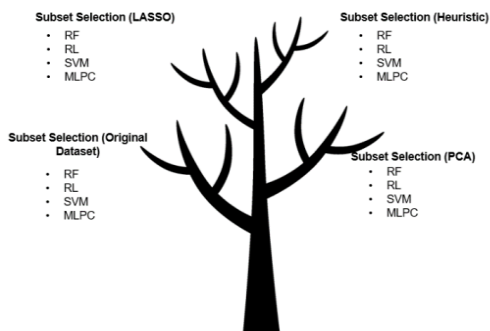 Subset Selection (LASSO)
• RF
• RL
• SVM
• MLPC
Subset Selection (Heuristic)
• RF
• RL
• SVM
• MLPC
Subset Selection (Original
Dataset)
• RF
• RL
• SVM
• MLPC
Subset Selection (PCA)
• RF
• RL
• SVM
• MLPC